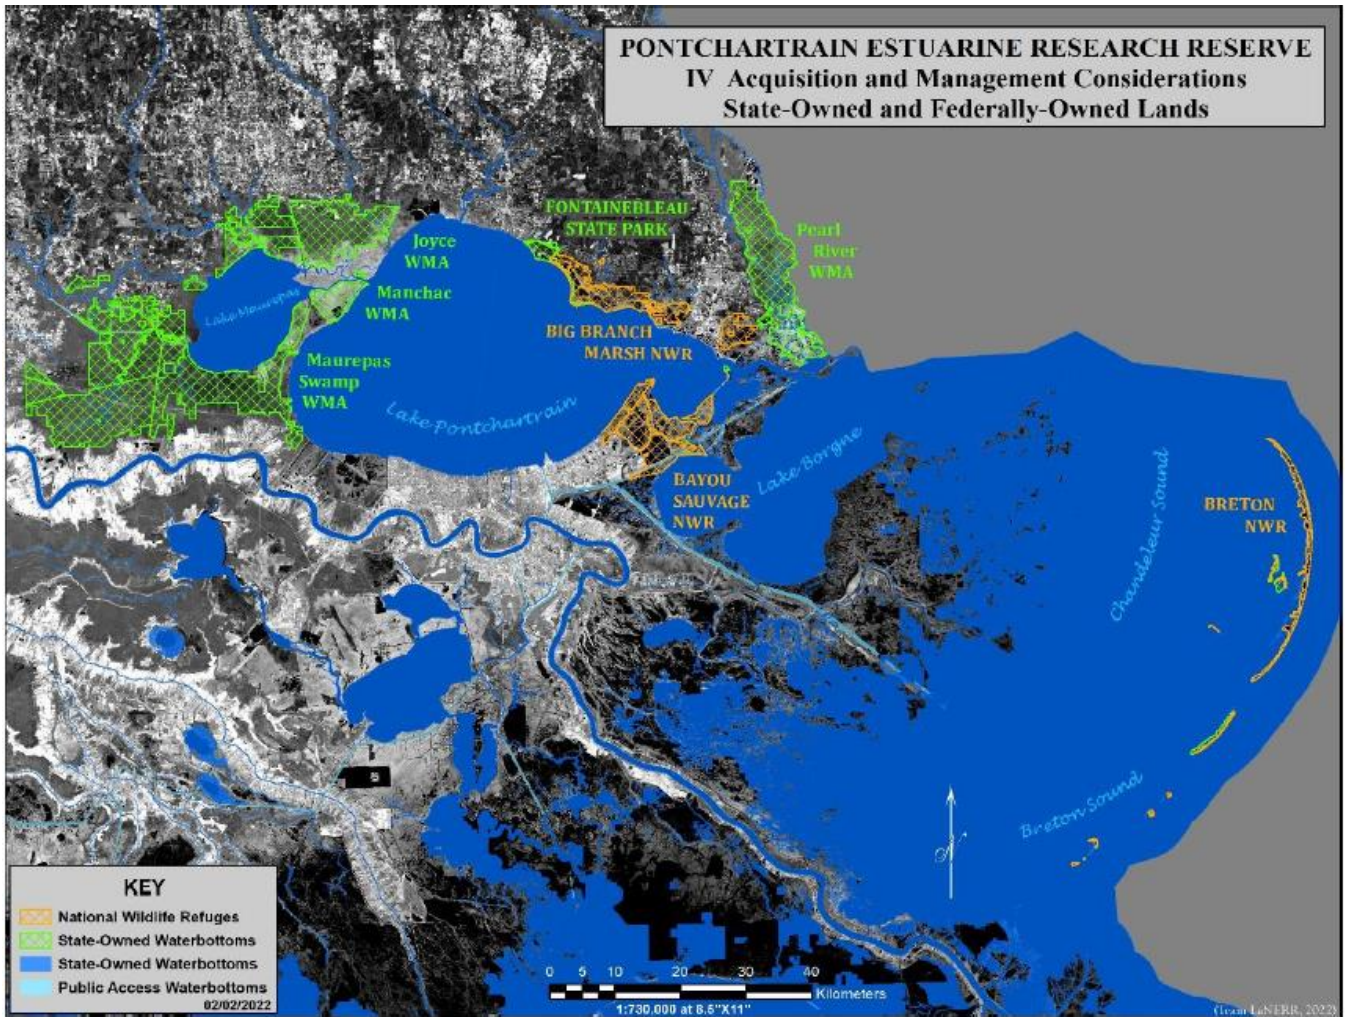 PONTCHARTRAIN ESTUARINE RESEARCH RESERVE
IV Acquisition and Management Considerations
State-Owned and Federally-Owned Lands
FONTAINEBLEAU
STATE PARK
Pearl
River
WMA
Joyce
WMA
Lake Maurepas
Manchac
WMA
BIG BRANCH
MARSH NWR
Maurepas
Swamp
WMA
Lake Pontchartrain
Lake Borgne
BAYOU
SAUVAGE
NWR
Chandeleur Sound
BRETON
NWR
Breton Sound
N
KEY
National Wildlife Refuges
State-Owned Waterbottoms
State-Owned Waterbottoms
Public Access Waterbottoms
02/02/2022
0 5 10 20 30 40
Kilometers
1:730,000 at 8.5"X11"
(Team LaNERR, 2022)